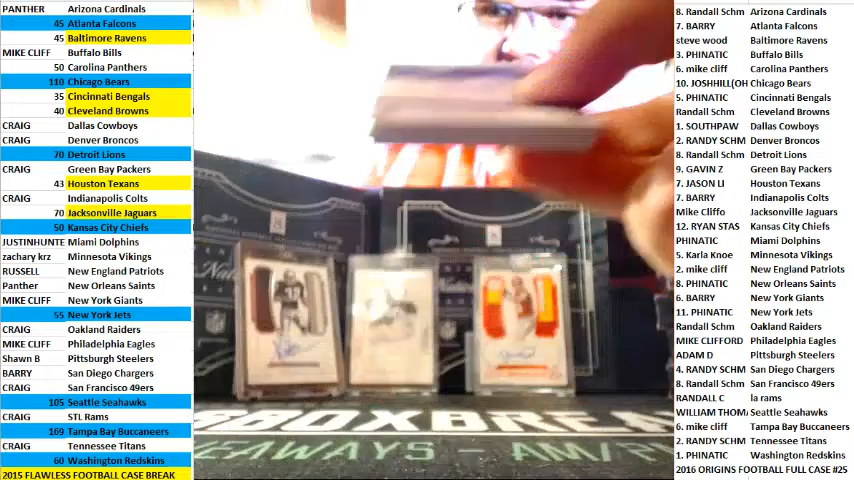 PANTHER Arizona Cardinals
45 Atlanta Falcons
45 Baltimore Ravens
MIKE CLIFF Buffalo Bills
50 Carolina Panthers
110 Chicago Bears
35 Cincinnati Bengals
40 Cleveland Browns
CRAIG Dallas Cowboys
CRAIG Denver Broncos
70 Detroit Lions
CRAIG Green Bay Packers
43 Houston Texans
CRAIG Indianapolis Colts
70 Jacksonville Jaguars
50 Kansas City Chiefs
JUSTINHUNTE Miami Dolphins
zachary krz Minnesota Vikings
RUSSELL New England Patriots
Panther New Orleans Saints
MIKE CLIFF New York Giants
55 New York Jets
CRAIG Oakland Raiders
MIKE CLIFF Philadelphia Eagles
Shawn B Pittsburgh Steelers
BARRY San Diego Chargers
CRAIG San Francisco 49ers
105 Seattle Seahawks
CRAIG STL Rams
169 Tampa Bay Buccaneers
CRAIG Tennessee Titans
60 Washington Redskins
2015 FLAWLESS FOOTBALL CASE BREAK
BOXBREA
EAWAYS - AM/P
8. Randall Schm Arizona Cardinals
7. BARRY Atlanta Falcons
steve wood Baltimore Ravens
3. PHINATIC Buffalo Bills
6. mike cliff Carolina Panthers
10. JOSHHILL(OH Chicago Bears
5. PHINATIC Cincinnati Bengals
Randall Schm Cleveland Browns
1. SOUTHPAW Dallas Cowboys
2. RANDY SCHM Denver Broncos
8. Randall Schm Detroit Lions
9. GAVIN Z Green Bay Packers
7. JASON LI Houston Texans
7. BARRY Indianapolis Colts
Mike Cliffo Jacksonville Jaguars
12. RYAN STAS Kansas City Chiefs
PHINATIC Miami Dolphins
5. Karla Knoe Minnesota Vikings
2. mike cliff New England Patriots
8. PHINATIC New Orleans Saints
6. BARRY New York Giants
11. PHINATIC New York Jets
Randall Schm Oakland Raiders
MIKE CLIFFORD Philadelphia Eagles
ADAM D Pittsburgh Steelers
4. RANDY SCHM San Diego Chargers
8. Randall Schm San Francisco 49ers
RANDALL C la rams
WILLIAM THOMA Seattle Seahawks
6. mike cliff Tampa Bay Buccaneers
2. RANDY SCHM Tennessee Titans
1. PHINATIC Washington Redskins
2016 ORIGINS FOOTBALL FULL CASE #25